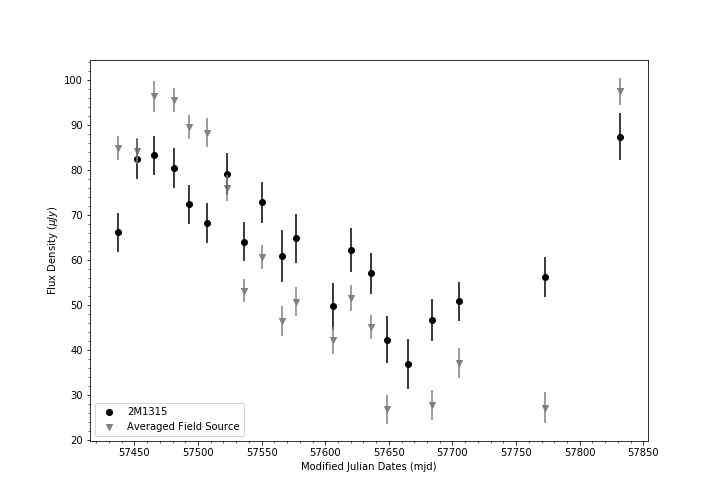 100
90
80
70
60
50
40
30
20
Flux Density (μJy)
2M1315
Averaged Field Source
57450 57500 57550 57600 57650 57700 57750 57800 57850
Modified Julian Dates (mjd)